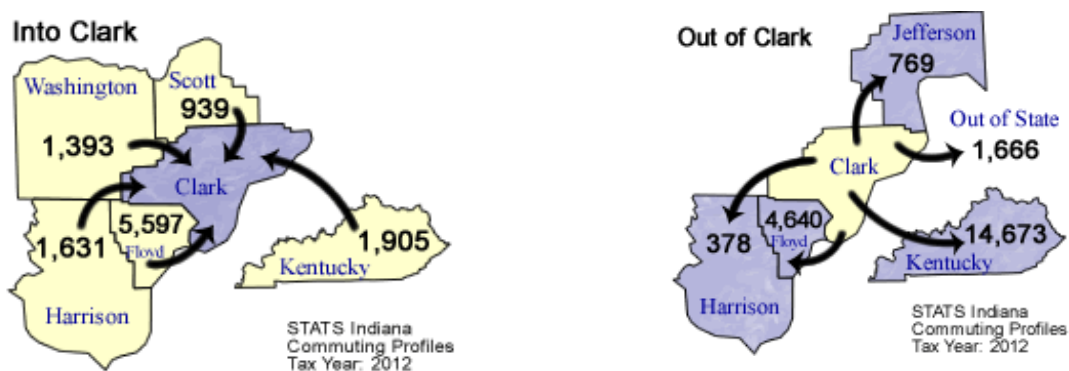 Into Clark
Washington
Scott
939
1,393
Clark
5,597
Floyd
1,631
1,905
Kentucky
Harrison
STATS Indiana
Commuting Profiles
Tax Year: 2012
Out of Clark
Jefferson
769
Out of State
1,666
Clark
4,640
Floyd
378
14,673
Kentucky
Harrison
STATS Indiana
Commuting Profiles
Tax Year: 2012